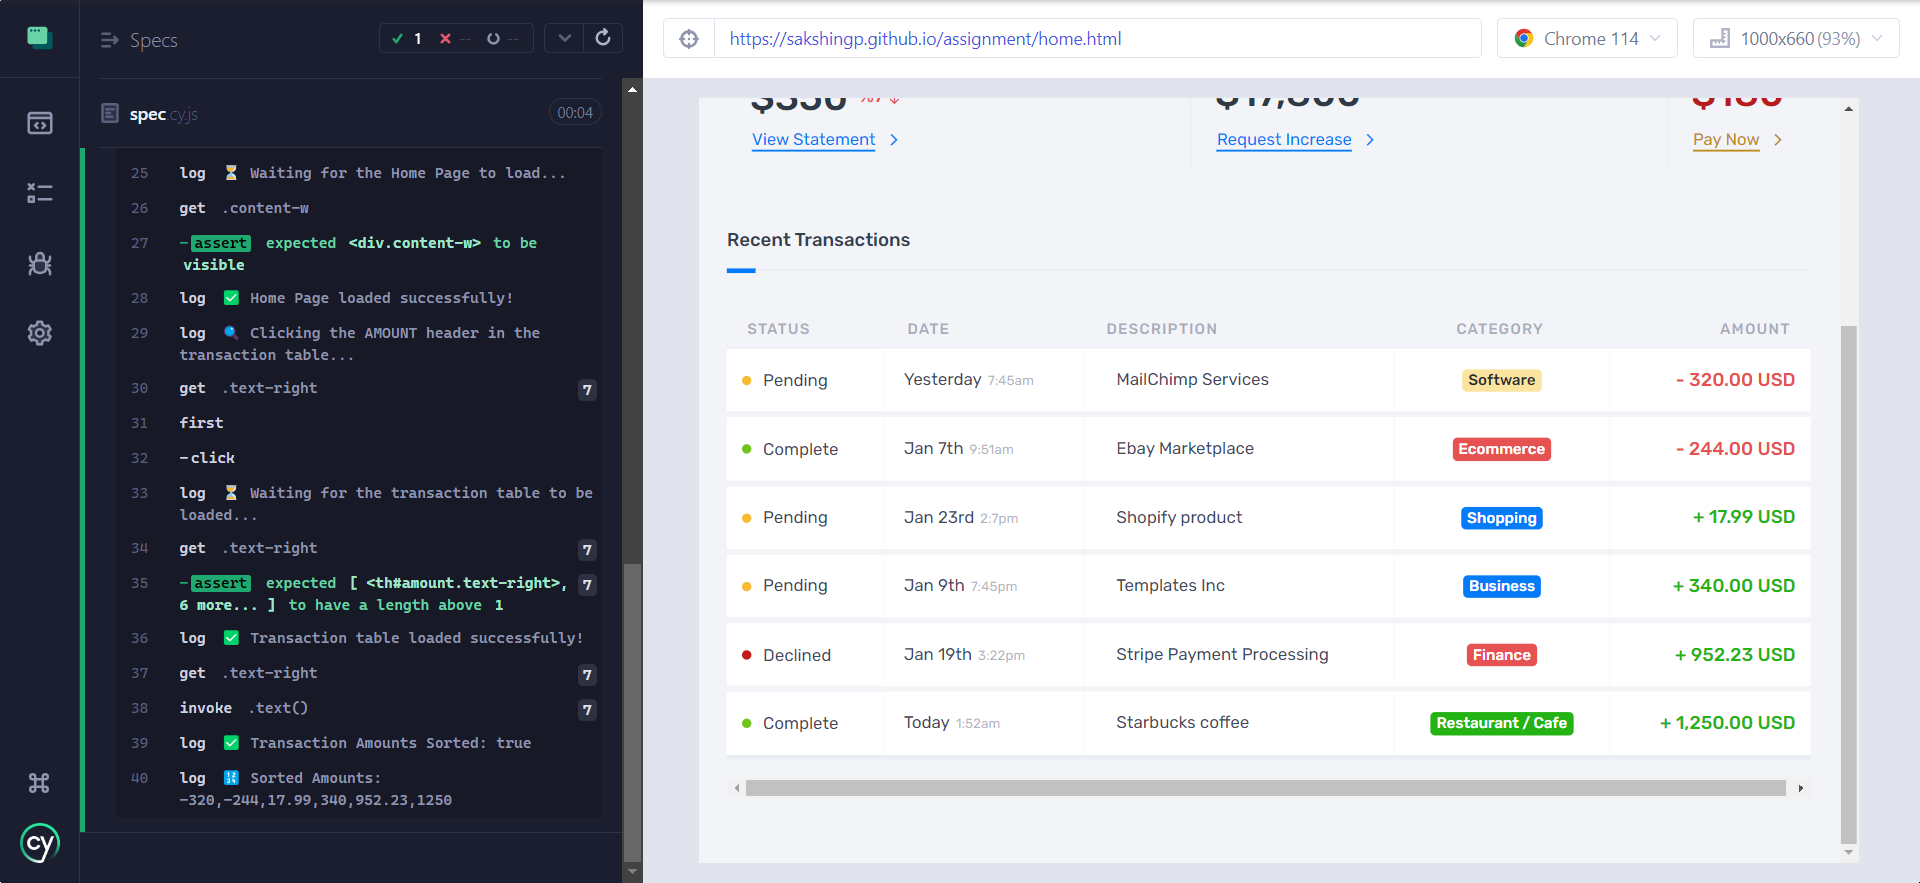 Specs
1
--
--
https://sakshingp.github.io/assignment/home.html
Chrome 114
1000x660 (93%)
spec.cy.js
00:04
25 log ⏳ Waiting for the Home Page to load...
26 get .content-w
27 -assert expected <div.content-w> to be
visible
28 log ✅ Home Page loaded successfully!
29 log 🔍 Clicking the AMOUNT header in the
transaction table...
30 get .text-right 7
31 first
32 -click
33 log ⏳ Waiting for the transaction table to be
loaded...
34 get .text-right 7
35 -assert expected [ <th#amount.text-right>, 7
6 more... ] to have a length above 1
36 log ✅ Transaction table loaded successfully!
37 get .text-right 7
38 invoke .text() 7
39 log ✅ Transaction Amounts Sorted: true
40 log 🔢 Sorted Amounts:
-320,-244,17.99,340,952.23,1250
cy
View Statement
Request Increase
Pay Now
Recent Transactions
STATUS DATE DESCRIPTION CATEGORY AMOUNT
Pending Yesterday 7:45am MailChimp Services Software - 320.00 USD
Complete Jan 7th 9:51am Ebay Marketplace Ecommerce - 244.00 USD
Pending Jan 23rd 2:7pm Shopify product Shopping + 17.99 USD
Pending Jan 9th 7:45pm Templates Inc Business + 340.00 USD
Declined Jan 19th 3:22pm Stripe Payment Processing Finance + 952.23 USD
Complete Today 1:52am Starbucks coffee Restaurant / Cafe + 1,250.00 USD